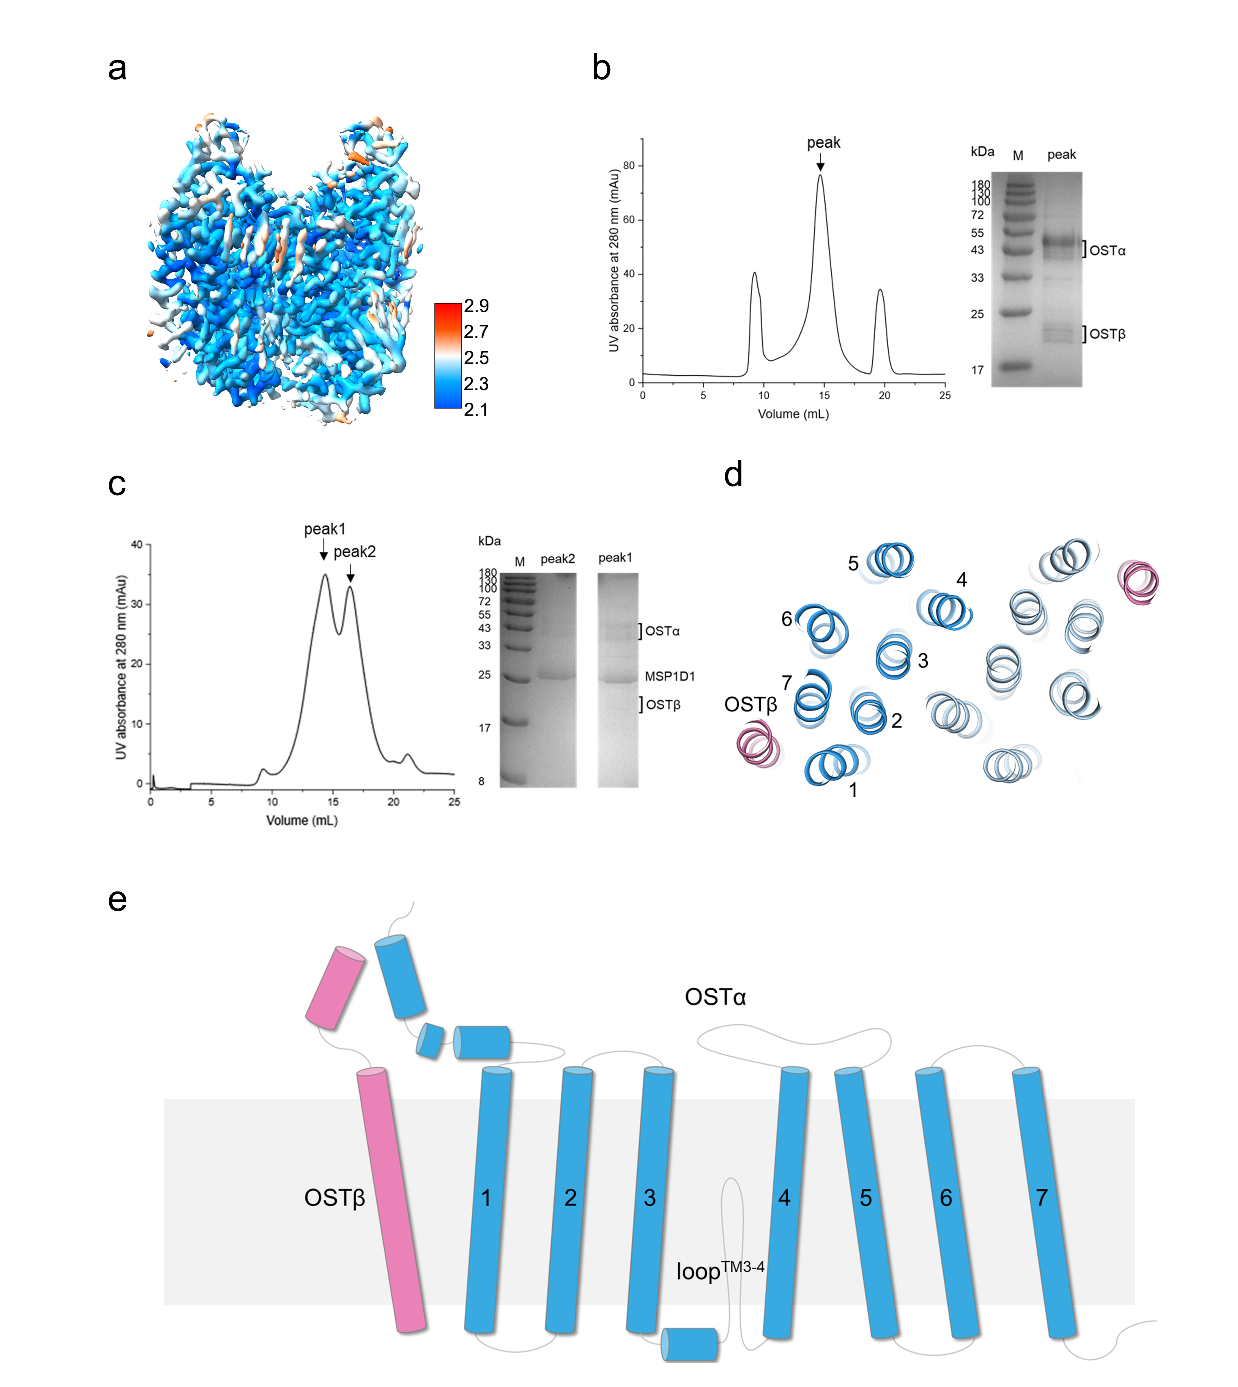 a
2.9
2.7
2.5
2.3
2.1
b
UV absorbance at 280 nm (mAu)
80
60
40
20
0
peak
0 5 10 15 20 25
Volume (mL)
kDa M peak
180
130
100
72
55
43
33
25
17
OSTα
OSTβ
c
UV absorbance at 280 nm (mAu)
40
30
20
10
0
peak1
peak2
0 5 10 15 20 25
Volume (mL)
kDa
M peak2 peak1
180
130
100
72
55
43
33
25
17
8
OSTα
MSP1D1
OSTβ
d
5
4
6
3
7
OSTβ
2
1
e
OSTα
OSTβ 1 2 3 4 5 6 7
loopTM3-4